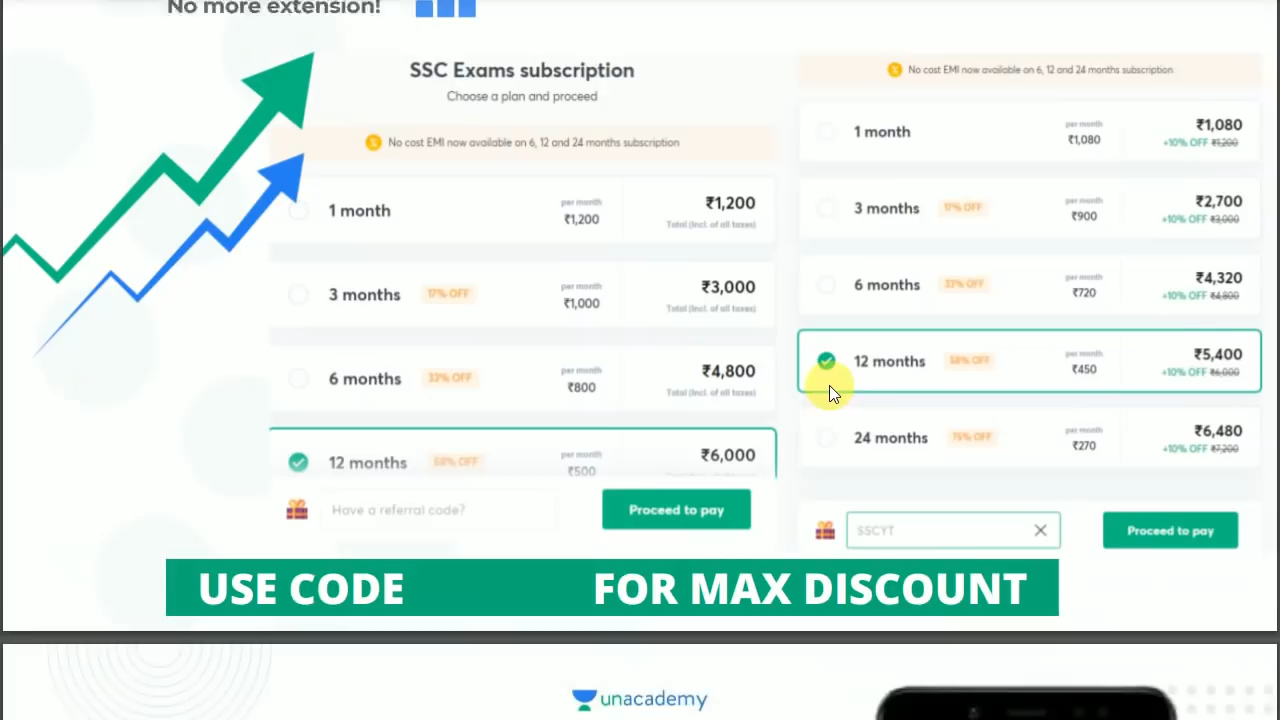 No more extension!
SSC Exams subscription
Choose a plan and proceed
No cost EMI now available on 6, 12 and 24 months subscription
1 month
per month
₹1,200
₹1,200
Total (Incl. of all taxes)
3 months
17% OFF
per month
₹1,000
₹3,000
Total (Incl. of all taxes)
6 months
33% OFF
per month
₹800
₹4,800
Total (Incl. of all taxes)
12 months
58% OFF
per month
₹500
₹6,000
Have a referral code?
Proceed to pay
No cost EMI now available on 6, 12 and 24 months subscription
1 month
per month
₹1,080
₹1,080
+10% OFF ₹1,200
3 months
17% OFF
per month
₹900
₹2,700
+10% OFF ₹3,000
6 months
33% OFF
per month
₹720
₹4,320
+10% OFF ₹4,800
12 months
58% OFF
per month
₹450
₹5,400
+10% OFF ₹6,000
24 months
75% OFF
per month
₹270
₹6,480
+10% OFF ₹7,200
SSCYT
Proceed to pay
USE CODE FOR MAX DISCOUNT
unacademy